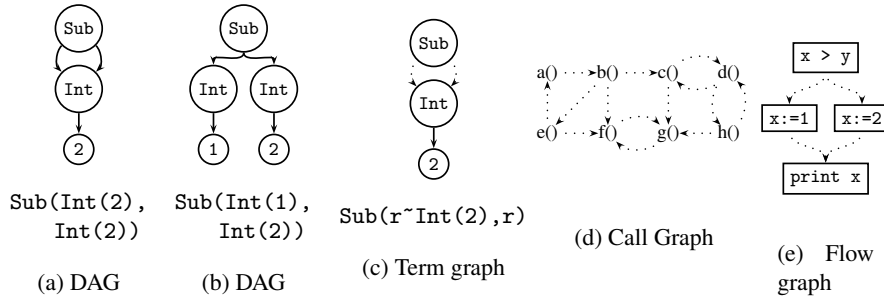 Sub
Int
2
Sub(Int(2),
Int(2))
(a) DAG
Sub
Int Int
1 2
Sub(Int(1),
Int(2))
(b) DAG
Sub
Int
2
Sub(r~Int(2),r)
(c) Term graph
a() b() c() d()
e() f() g() h()
(d) Call Graph
x > y
x:=1 x:=2
print x
(e) Flow
graph